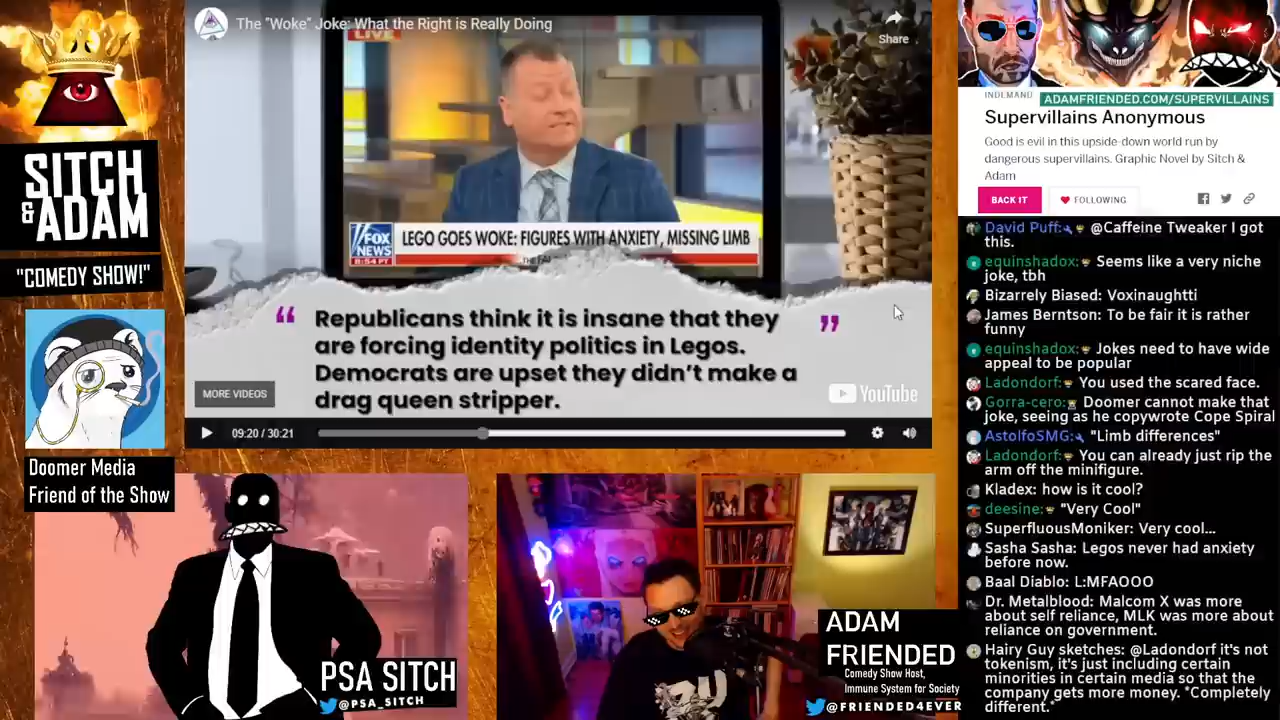 SITCH
& ADAM
"COMEDY SHOW!"
Doomer Media
Friend of the Show
The "Woke" Joke: What the Right is Really Doing
Share
LIVE
FOX
NEWS
8:54 PT
LEGO GOES WOKE: FIGURES WITH ANXIETY, MISSING LIMB
“ Republicans think it is insane that they ”
are forcing identity politics in Legos.
Democrats are upset they didn't make a
drag queen stripper.
MORE VIDEOS
YouTube
09:20 / 30:21
PSA SITCH
@PSA_SITCH
ADAM
FRIENDED
Comedy Show Host,
Immune System for Society
@FRIENDED4EVER
INDEMAND
ADAMFRIENDED.COM/SUPERVILLAINS
Supervillains Anonymous
Good is evil in this upside-down world run by
dangerous supervillains. Graphic Novel by Sitch &
Adam
BACK IT
FOLLOWING
David Puff: @Caffeine Tweaker I got
this.
equinshadox: Seems like a very niche
joke, tbh
Bizarrely Biased: Voxinaughtti
James Berntson: To be fair it is rather
funny
equinshadox: Jokes need to have wide
appeal to be popular
Ladondorf: You used the scared face.
Gorra-cero: Doomer cannot make that
joke, seeing as he copywrote Cope Spiral
AstolfoSMG: "Limb differences"
Ladondorf: You can already just rip the
arm off the minifigure.
Kladex: how is it cool?
deesine: "Very Cool"
SuperfluousMoniker: Very cool...
Sasha Sasha: Legos never had anxiety
before now.
Baal Diablo: L:MFAOOO
Dr. Metalblood: Malcom X was more
about self reliance, MLK was more about
reliance on government.
Hairy Guy sketches: @Ladondorf it's not
tokenism, it's just including certain
minorities in certain media so that the
company gets more money. *Completely
different.*